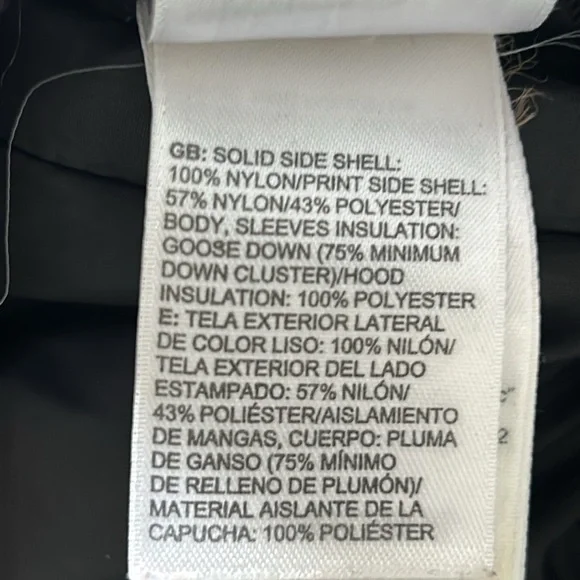 GB: SOLID SIDE SHELL:
100% NYLON/PRINT SIDE SHELL:
57% NYLON/43% POLYESTER/
BODY, SLEEVES INSULATION:
GOOSE DOWN (75% MINIMUM
DOWN CLUSTER)/HOOD
INSULATION: 100% POLYESTER
E: TELA EXTERIOR LATERAL
DE COLOR LISO: 100% NILÓN/
TELA EXTERIOR DEL LADO
ESTAMPADO: 57% NILÓN/
43% POLIÉSTER/AISLAMIENTO
DE MANGAS, CUERPO: PLUMA
DE GANSO (75% MÍNIMO
DE RELLENO DE PLUMÓN)/
MATERIAL AISLANTE DE LA
CAPUCHA: 100% POLIÉSTER